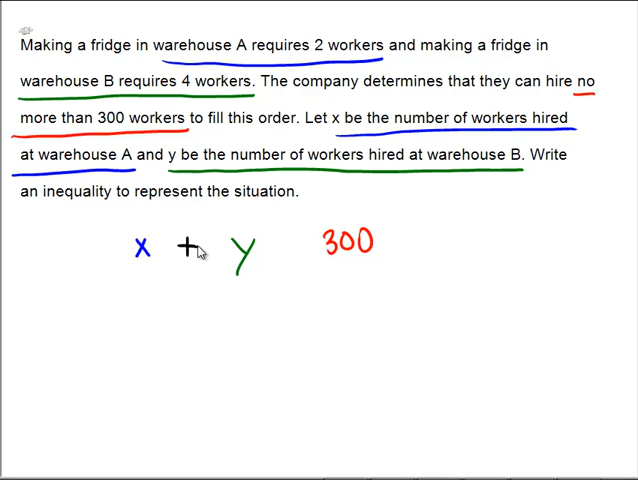 Making a fridge in warehouse A requires 2 workers and making a fridge in
warehouse B requires 4 workers. The company determines that they can hire no
more than 300 workers to fill this order. Let x be the number of workers hired
at warehouse A and y be the number of workers hired at warehouse B. Write
an inequality to represent the situation.
x + y 300